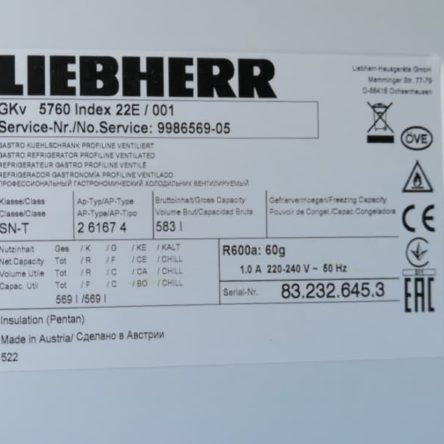 LIEBHERR
GKv 5760 Index 22E / 001
Service-Nr./No.Service: 9986569-05
Liebherr-Hausgeräte GmbH
Memminger Str. 77-79
D-88416 Ochsenhausen
GASTRO KUEHLSCHRANK PROFILINE VENTILIERT
GASTRO REFRIGERATOR PROFILINE VENTILATED
REFRIGERATEUR GASTRO PROFILINE VENTILÉ
REFRIGERADOR GASTRONOMÍA PROFILINE VENTILADO
ПРОФЕССИОНАЛЬНЫЙ ГАСТРОНОМИЧЕСКИЙ ХОЛОДИЛЬНИК ВЕНТИЛИРУЕМЫЙ
ÖVE
Klasse/Class Ap-Typ/AP-Type Bruttoinhalt/Gross Capacity Gefriervermoegen/Freezing Capacity
Classe/Clase AP-Type/AP-Tipo Volume Brut/Capacidad Bruta Pouvoir de Congel./Cap. Congeladora
SN-T 2 6167 4 583 l
CE
Nutzinhalt Ges / K / G / KE / KALT
Net.Capacity Tot / R / F / CE / CHILL
Volume Utile Tot / R / C / CA / CHILL
Capac. Util Tot / F / C / BO / CHILL
569 l /569 l
R600a: 60g
1.0 A 220-240 V ~ 50 Hz
Serial-Nr. 83.232.645.3
EAC
Insulation (Pentan)
Made in Austria/ Сделано в Австрии
522